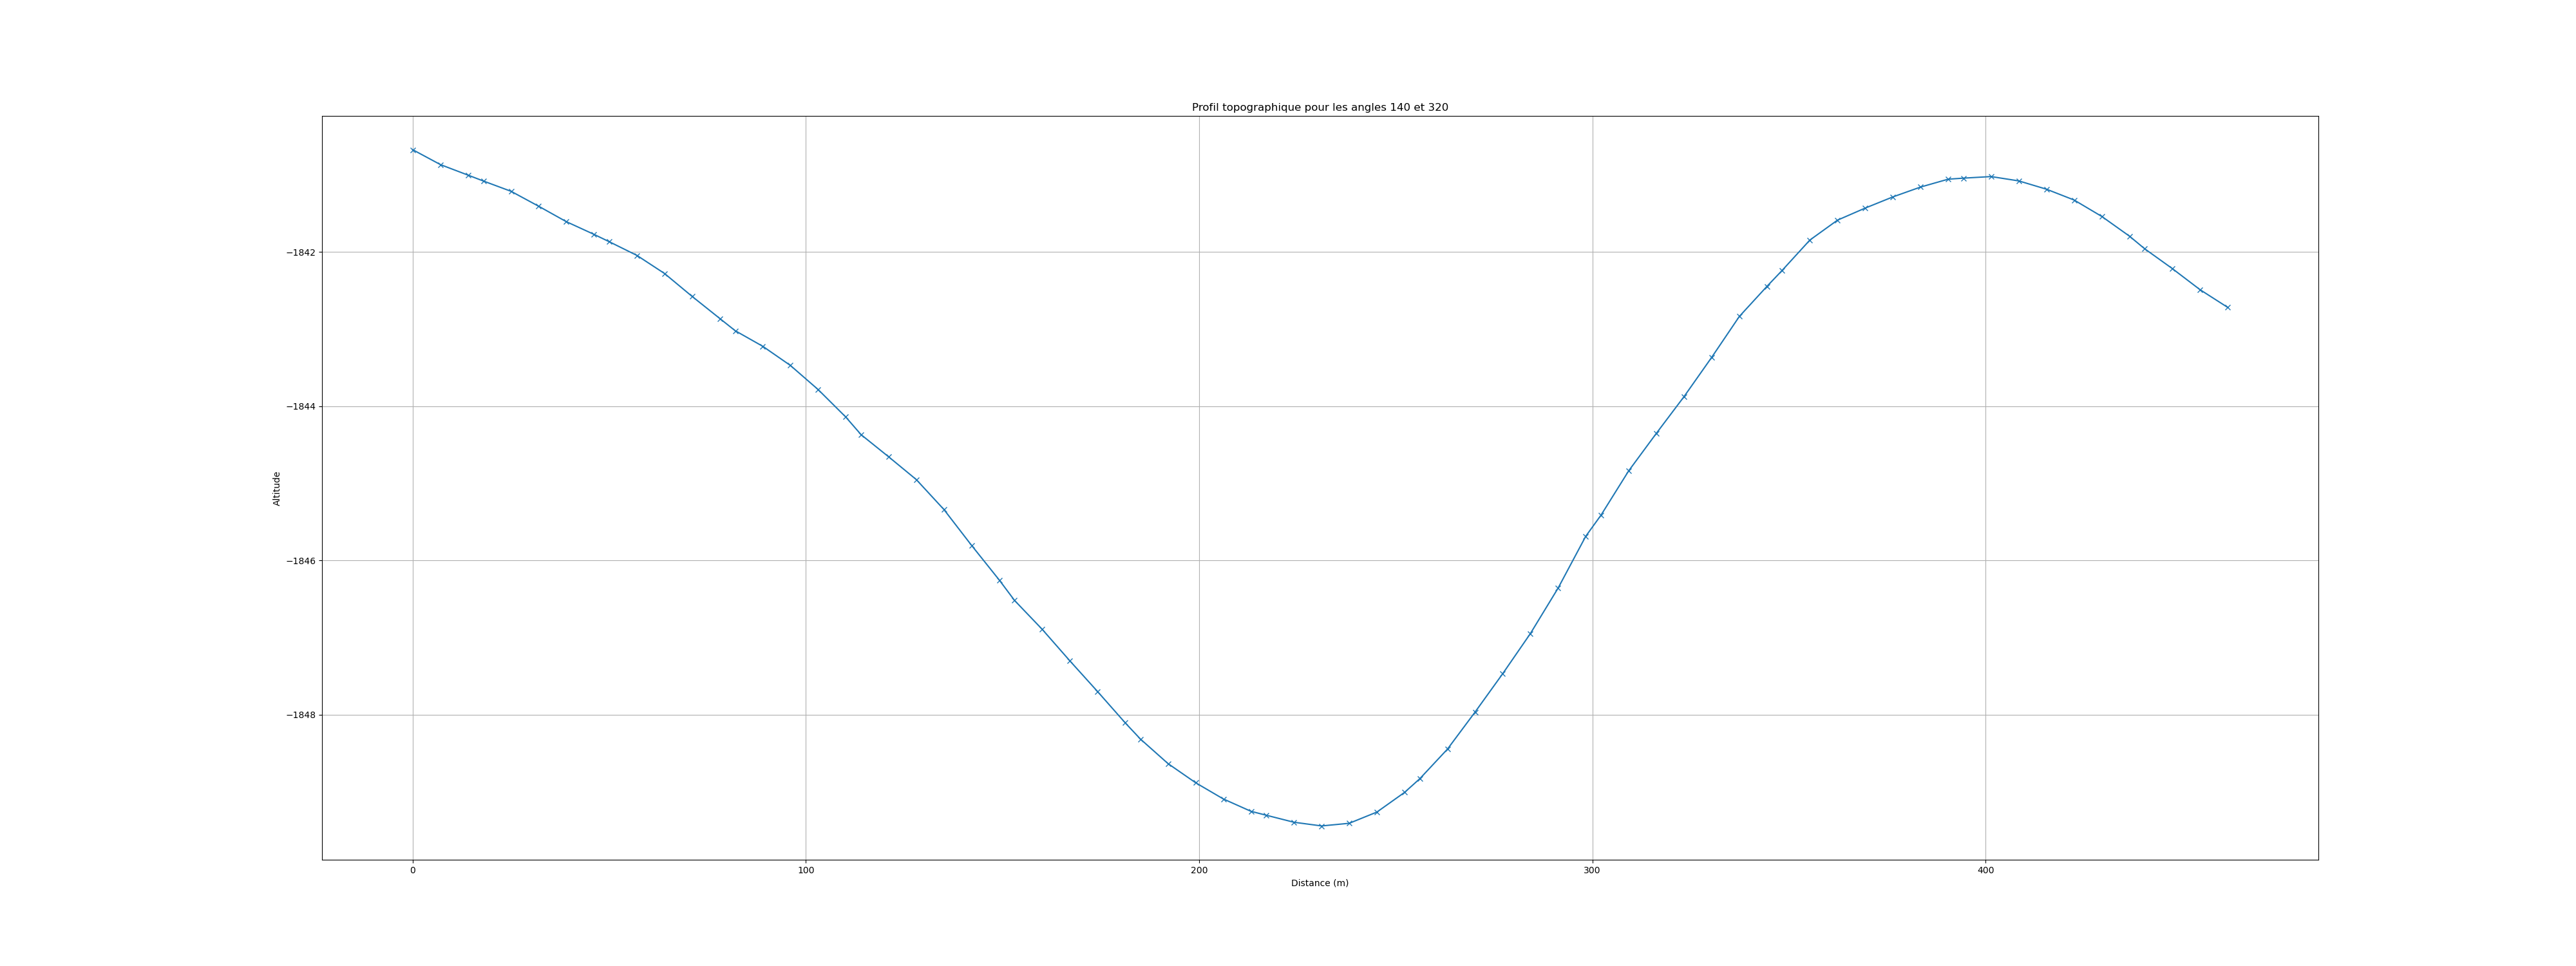 Profil topographique pour les angles 140 et 320
Altitude
−1842
−1844
−1846
−1848
0 100 200 300 400
Distance (m)